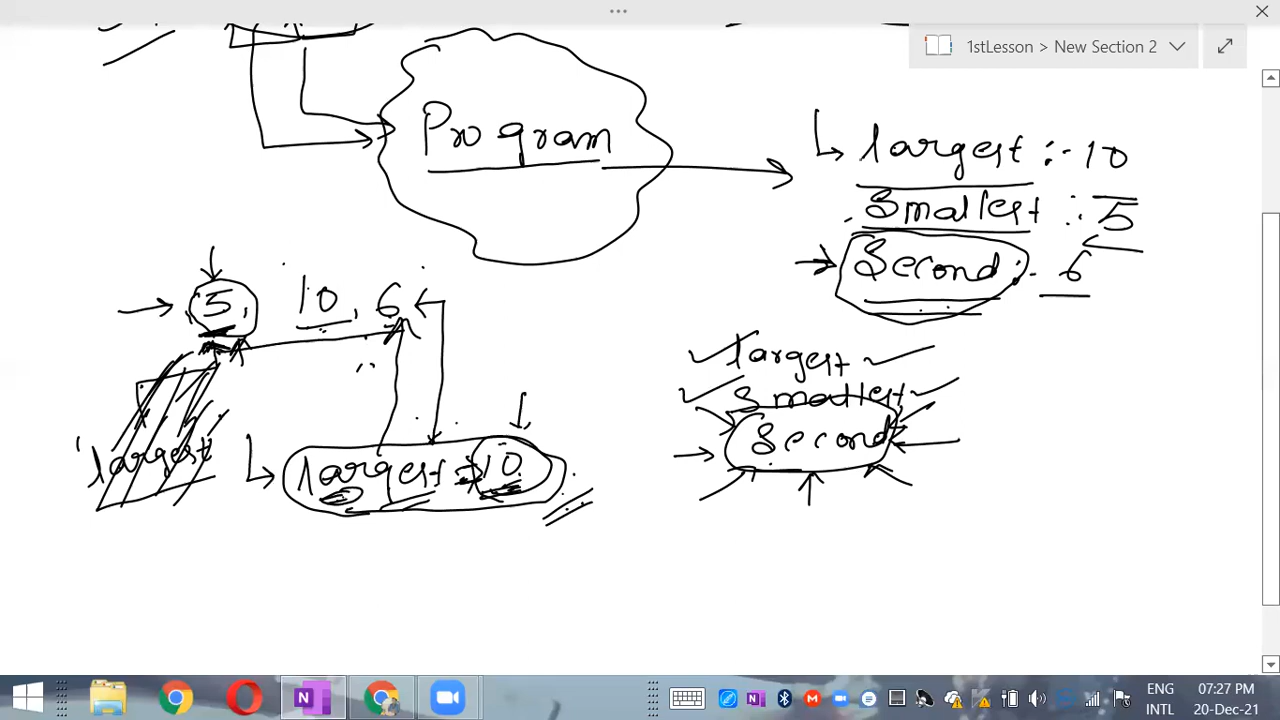 1stLesson > New Section 2
Program
largest :- 10
Smallest : 5
Second :- 6
5, 10, 6
largest
Smallest
Second
largest
largest = 10
ENG
INTL
07:27 PM
20-Dec-21